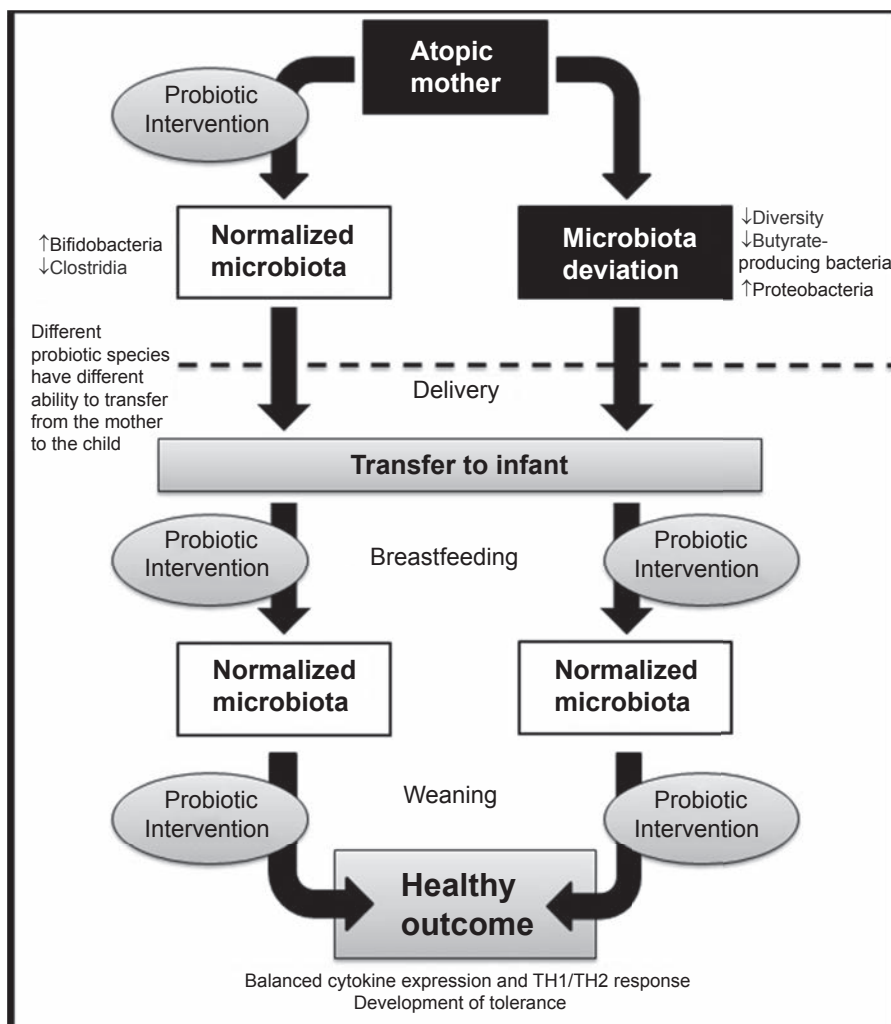 Atopic
mother
Probiotic
Intervention
↑Bifidobacteria
↓Clostridia
Normalized
microbiota
Microbiota
deviation
↓Diversity
↓Butyrate-
producing bacteria
↑Proteobacteria
Different
probiotic species
have different
ability to transfer
from the mother
to the child
Delivery
Transfer to infant
Probiotic
Intervention
Breastfeeding
Probiotic
Intervention
Normalized
microbiota
Normalized
microbiota
Probiotic
Intervention
Weaning
Probiotic
Intervention
Healthy
outcome
Balanced cytokine expression and TH1/TH2 response
Development of tolerance